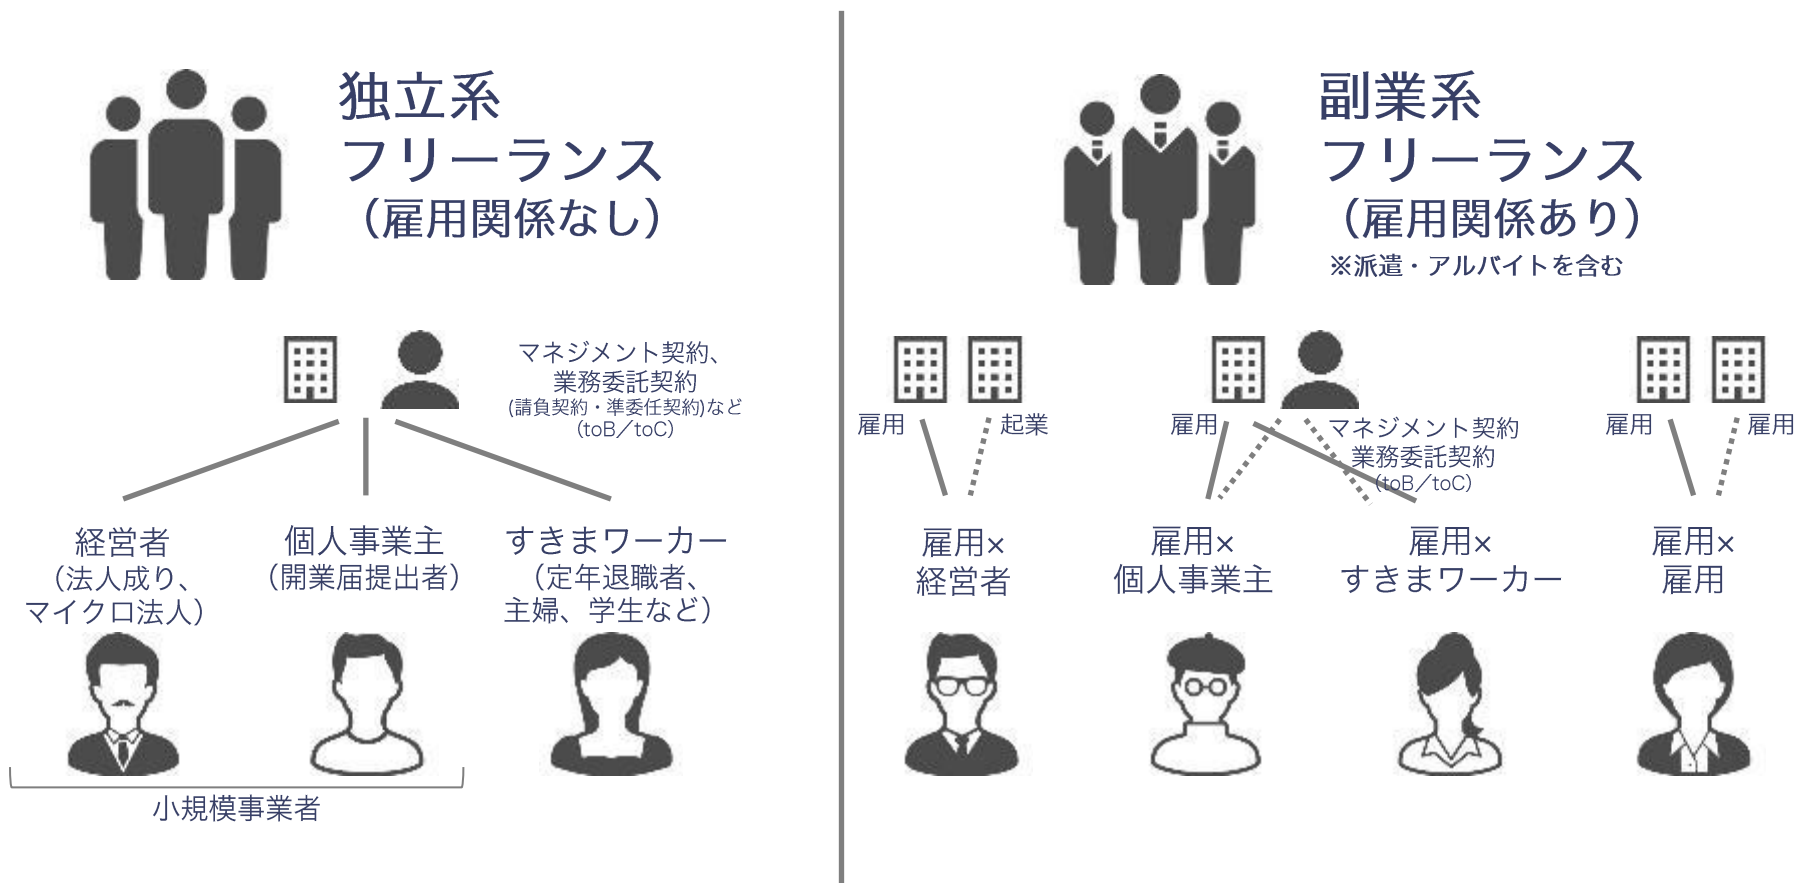 独立系
フリーランス
（雇用関係なし）
マネジメント契約、
業務委託契約
(請負契約・準委任契約)など
（toB／toC）
経営者
（法人成り、
マイクロ法人）
個人事業主
（開業届提出者）
すきまワーカー
（定年退職者、
主婦、学生など）
小規模事業者
副業系
フリーランス
（雇用関係あり）
※派遣・アルバイトを含む
雇用
起業
雇用
マネジメント契約
業務委託契約
（toB／toC）
雇用
雇用
雇用×
経営者
雇用×
個人事業主
雇用×
すきまワーカー
雇用×
雇用